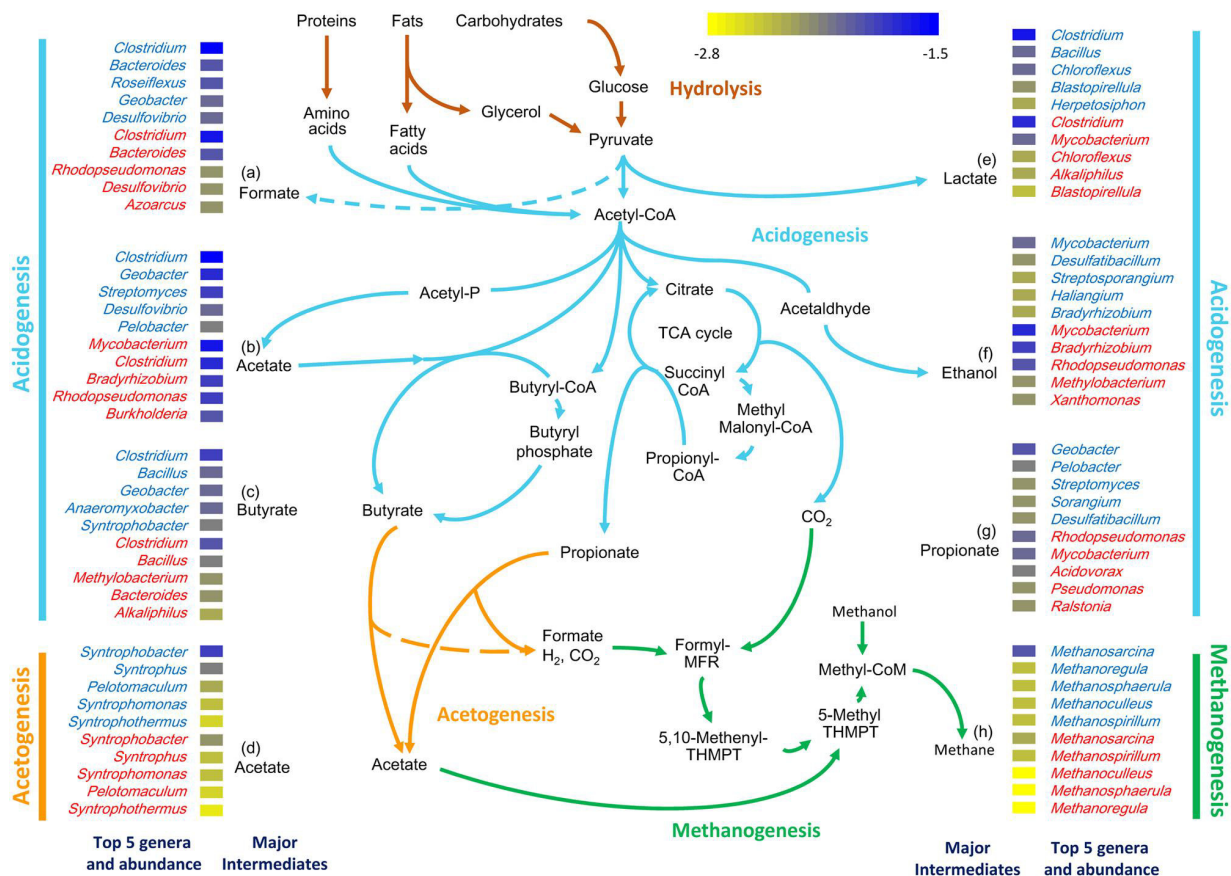 Proteins
Fats
Carbohydrates
-2.8
-1.5
Glucose
Hydrolysis
Glycerol
Amino
acids
Fatty
acids
Pyruvate
Acetyl-CoA
Acidogenesis
Acetyl-P
Citrate
TCA cycle
Acetaldhyde
Succinyl
CoA
Butyryl-CoA
Methyl
Malonyl-CoA
Butyryl
phosphate
Propionyl-
CoA
Butyrate
CO2
Propionate
Formate
H2, CO2
Formyl-
MFR
Methanol
Methyl-CoM
5-Methyl
THMPT
5,10-Methenyl-
THMPT
Acetogenesis
Acetate
Methanogenesis
Acidogenesis
Clostridium
Bacteroides
Roseiflexus
Geobacter
Desulfovibrio
Clostridium
Bacteroides
Rhodopseudomonas
Desulfovibrio
Azoarcus
(a)
Formate
Clostridium
Geobacter
Streptomyces
Desulfovibrio
Pelobacter
Mycobacterium
Clostridium
Bradyrhizobium
Rhodopseudomonas
Burkholderia
(b)
Acetate
Clostridium
Bacillus
Geobacter
Anaeromyxobacter
Syntrophobacter
Clostridium
Bacillus
Methylobacterium
Bacteroides
Alkaliphilus
(c)
Butyrate
Acetogenesis
Syntrophobacter
Syntrophus
Pelotomaculum
Syntrophomonas
Syntrophothermus
Syntrophobacter
Syntrophus
Syntrophomonas
Pelotomaculum
Syntrophothermus
(d)
Acetate
Top 5 genera
and abundance
Major
Intermediates
(e)
Lactate
Clostridium
Bacillus
Chloroflexus
Blastopirellula
Herpetosiphon
Clostridium
Mycobacterium
Chloroflexus
Alkaliphilus
Blastopirellula
Acidogenesis
(f)
Ethanol
Mycobacterium
Desulfatibacillum
Streptosporangium
Haliangium
Bradyrhizobium
Mycobacterium
Bradyrhizobium
Rhodopseudomonas
Methylobacterium
Xanthomonas
(g)
Propionate
Geobacter
Pelobacter
Streptomyces
Sorangium
Desulfatibacillum
Rhodopseudomonas
Mycobacterium
Acidovorax
Pseudomonas
Ralstonia
(h)
Methane
Methanosarcina
Methanoregula
Methanosphaerula
Methanoculleus
Methanospirillum
Methanosarcina
Methanospirillum
Methanoculleus
Methanosphaerula
Methanoregula
Methanogenesis
Major
Intermediates
Top 5 genera
and abundance